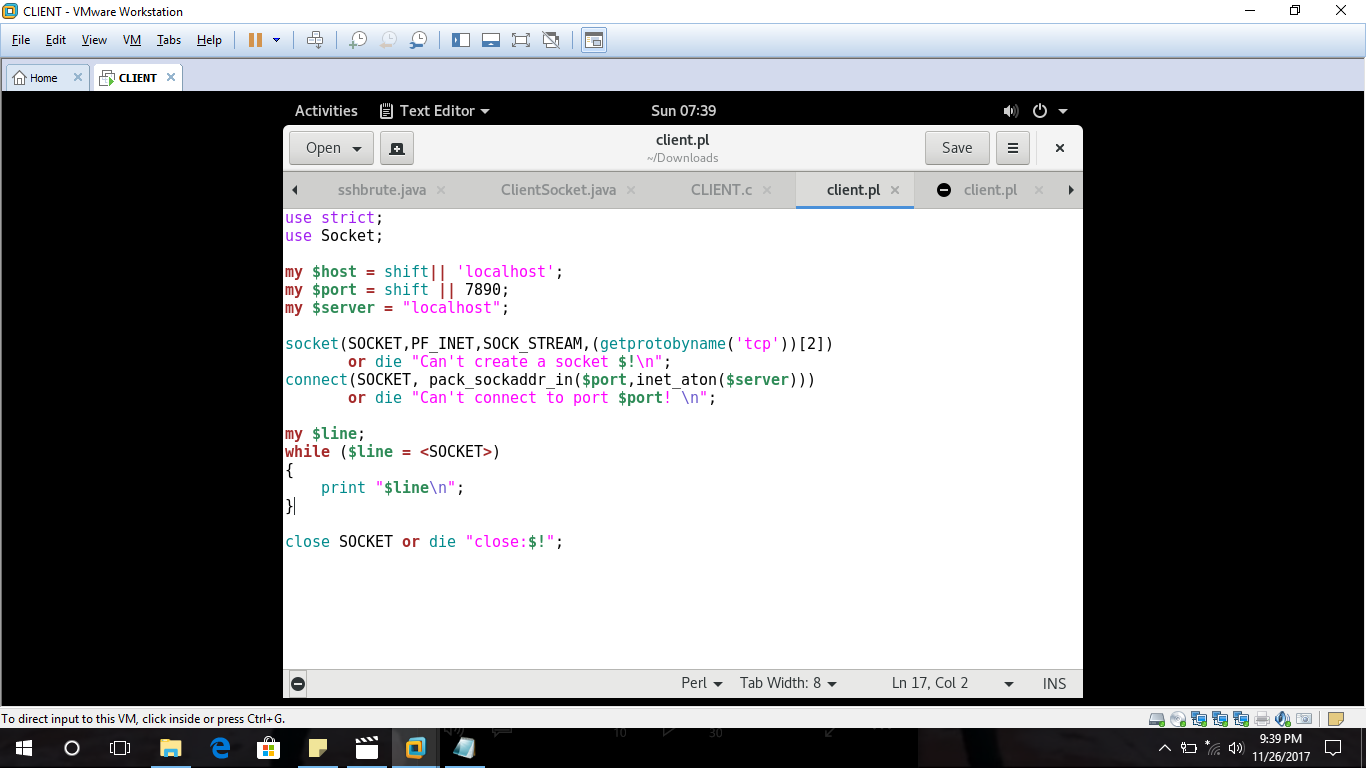 CLIENT - VMware Workstation
File Edit View VM Tabs Help
Home CLIENT
Activities Text Editor Sun 07:39
Open client.pl Save
~/Downloads
sshbrute.java ClientSocket.java CLIENT.c client.pl client.pl
use strict;
use Socket;
my $host = shift|| 'localhost';
my $port = shift || 7890;
my $server = "localhost";
socket(SOCKET,PF_INET,SOCK_STREAM,(getprotobyname('tcp'))[2])
or die "Can't create a socket $!\n";
connect(SOCKET, pack_sockaddr_in($port,inet_aton($server)))
or die "Can't connect to port $port! \n";
my $line;
while ($line = <SOCKET>)
{
print "$line\n";
}
close SOCKET or die "close:$!";
Perl Tab Width: 8 Ln 17, Col 2 INS
To direct input to this VM, click inside or press Ctrl+G.
10 30
9:39 PM
11/26/2017